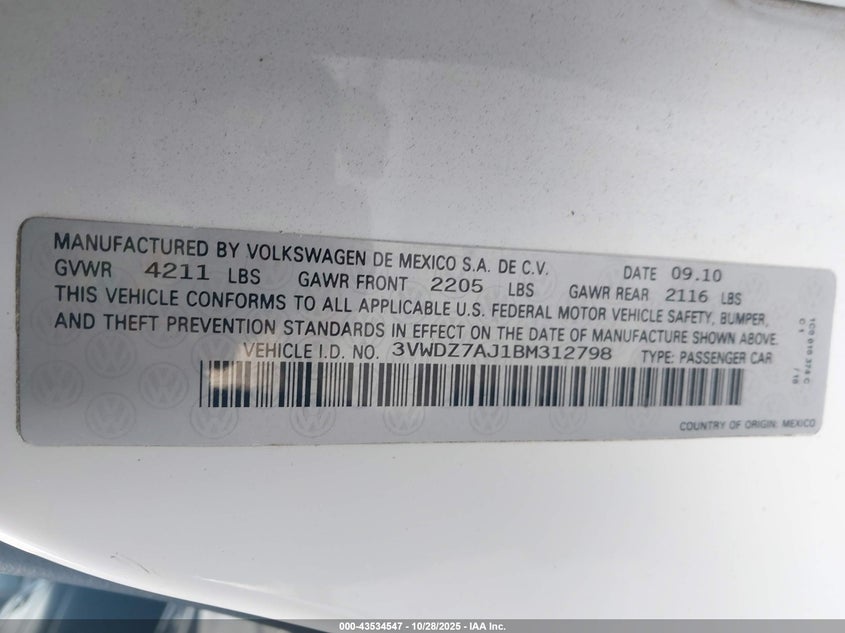 MANUFACTURED BY VOLKSWAGEN DE MEXICO S.A. DE C.V. DATE 09.10
GVWR 4211 LBS GAWR FRONT 2205 LBS GAWR REAR 2116 LBS
THIS VEHICLE CONFORMS TO ALL APPLICABLE U.S. FEDERAL MOTOR VEHICLE SAFETY, BUMPER,
AND THEFT PREVENTION STANDARDS IN EFFECT ON THE DATE OF MANUFACTURE SHOWN ABOVE.
VEHICLE I.D. NO. 3VWDZ7AJ1BM312798 TYPE: PASSENGER CAR
COUNTRY OF ORIGIN: MEXICO
000-43534547 | 10/28/2025 - IAA Inc.